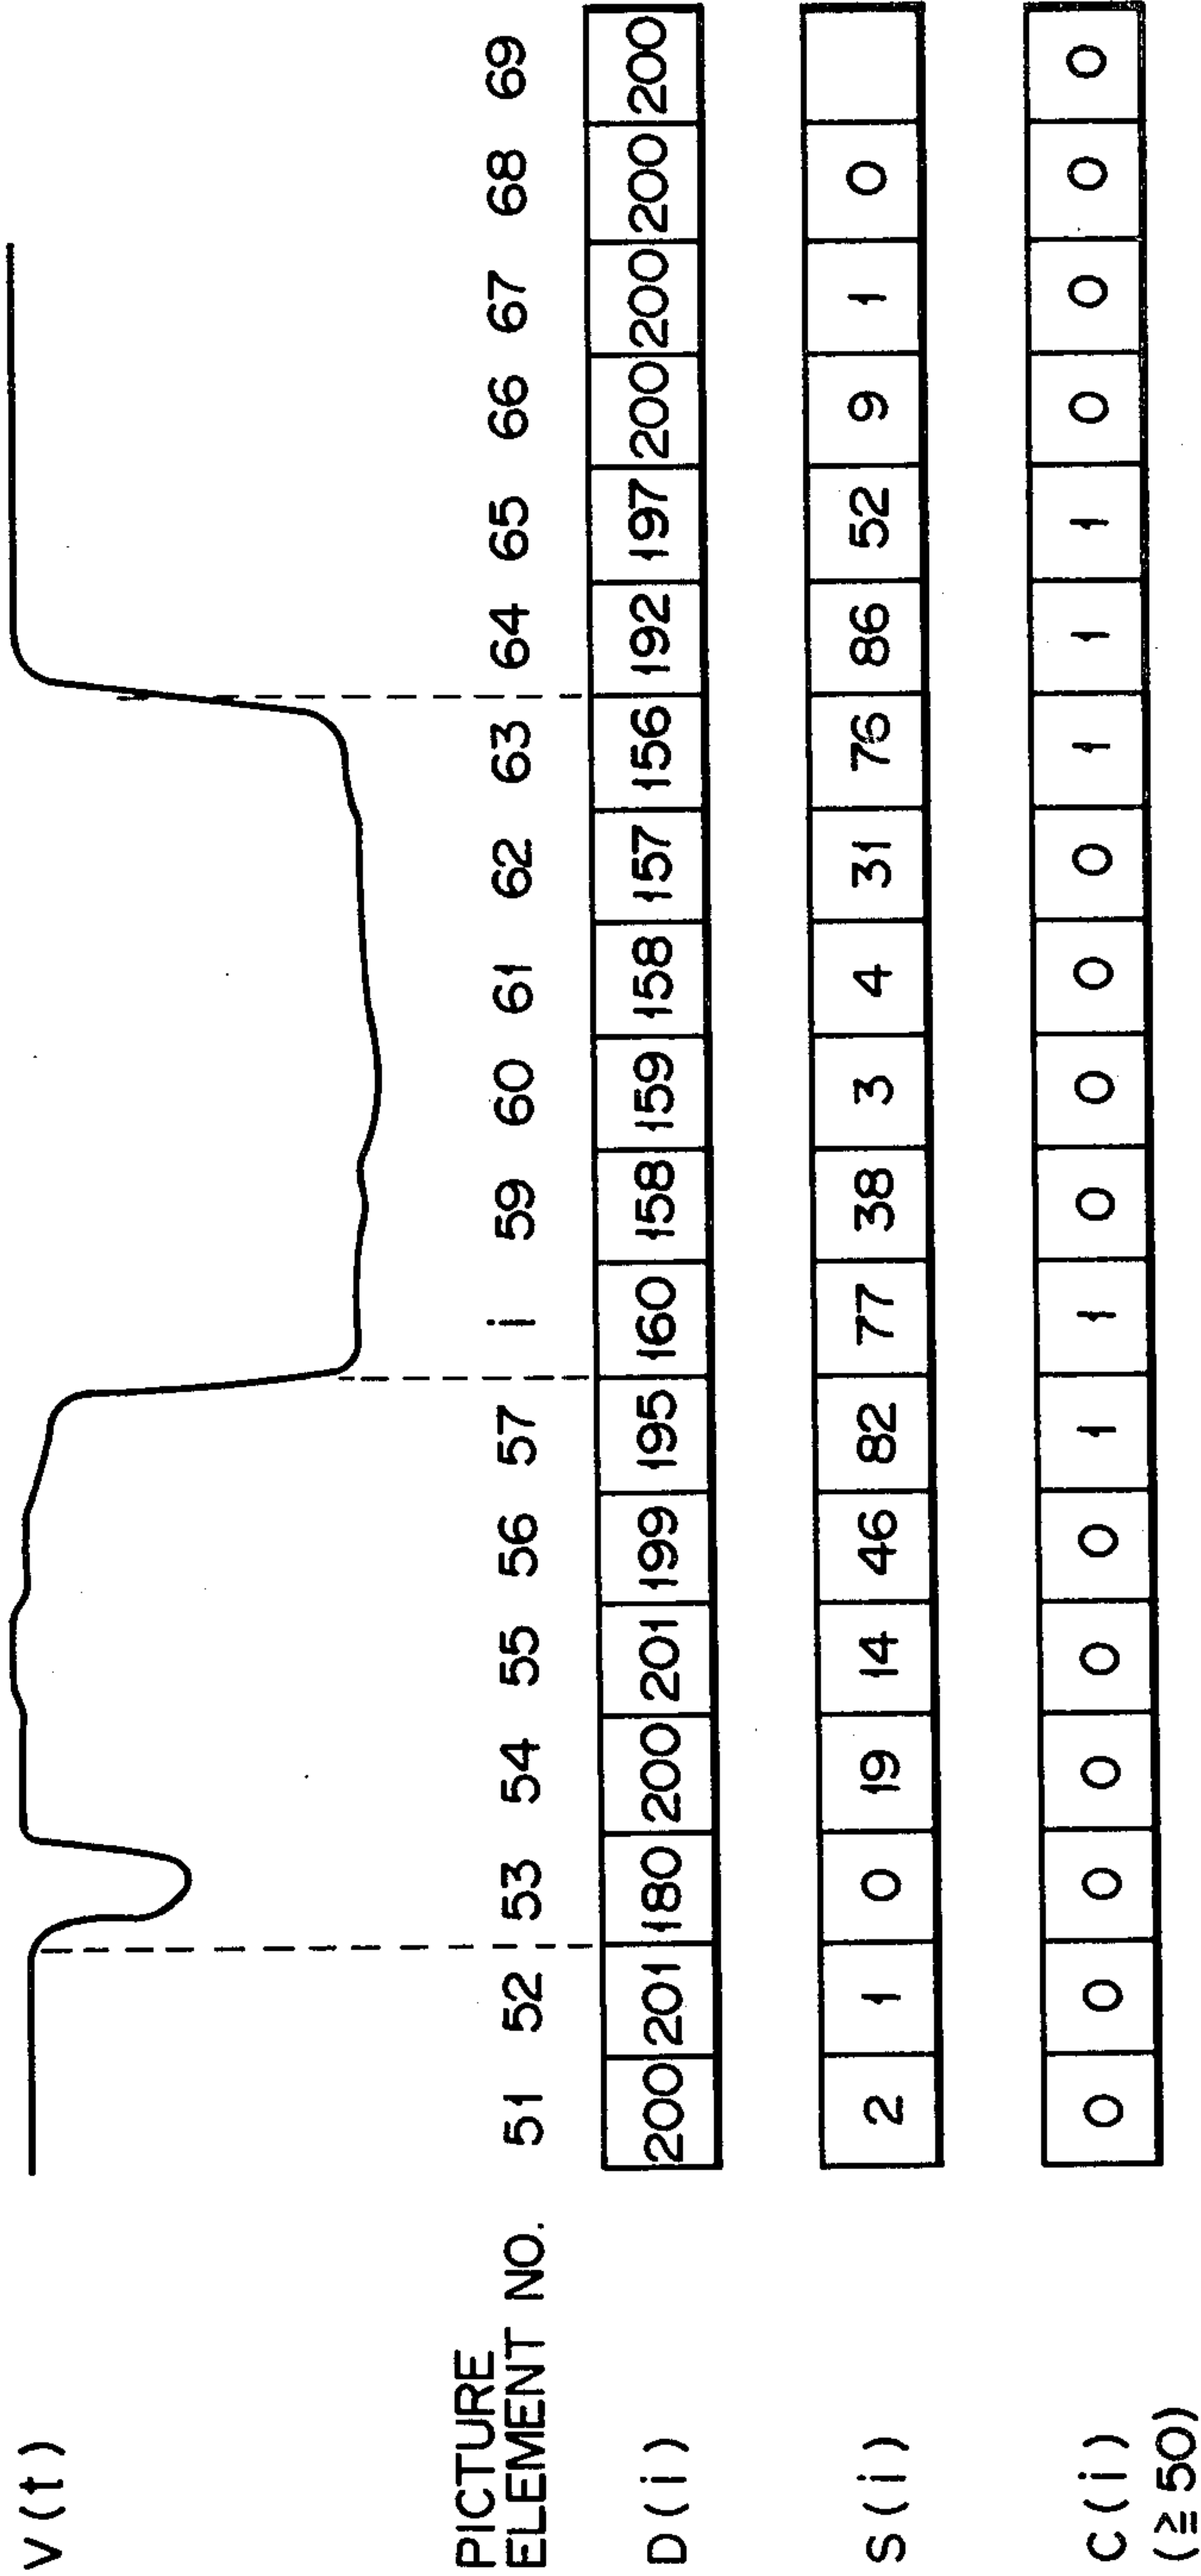 V(t)
PICTURE
ELEMENT NO. 51 52 53 54 55 56 57 i 59 60 61 62 63 64 65 66 67 68 69
D(i) 200 201 180 200 201 199 195 160 158 159 158 157 156 192 197 200 200 200 200
S(i) 2 1 0 19 14 46 82 77 38 3 4 31 76 86 52 9 1 0
C(i) 0 0 0 0 0 0 1 1 0 0 0 0 1 1 1 0 0 0 0
(≧50)